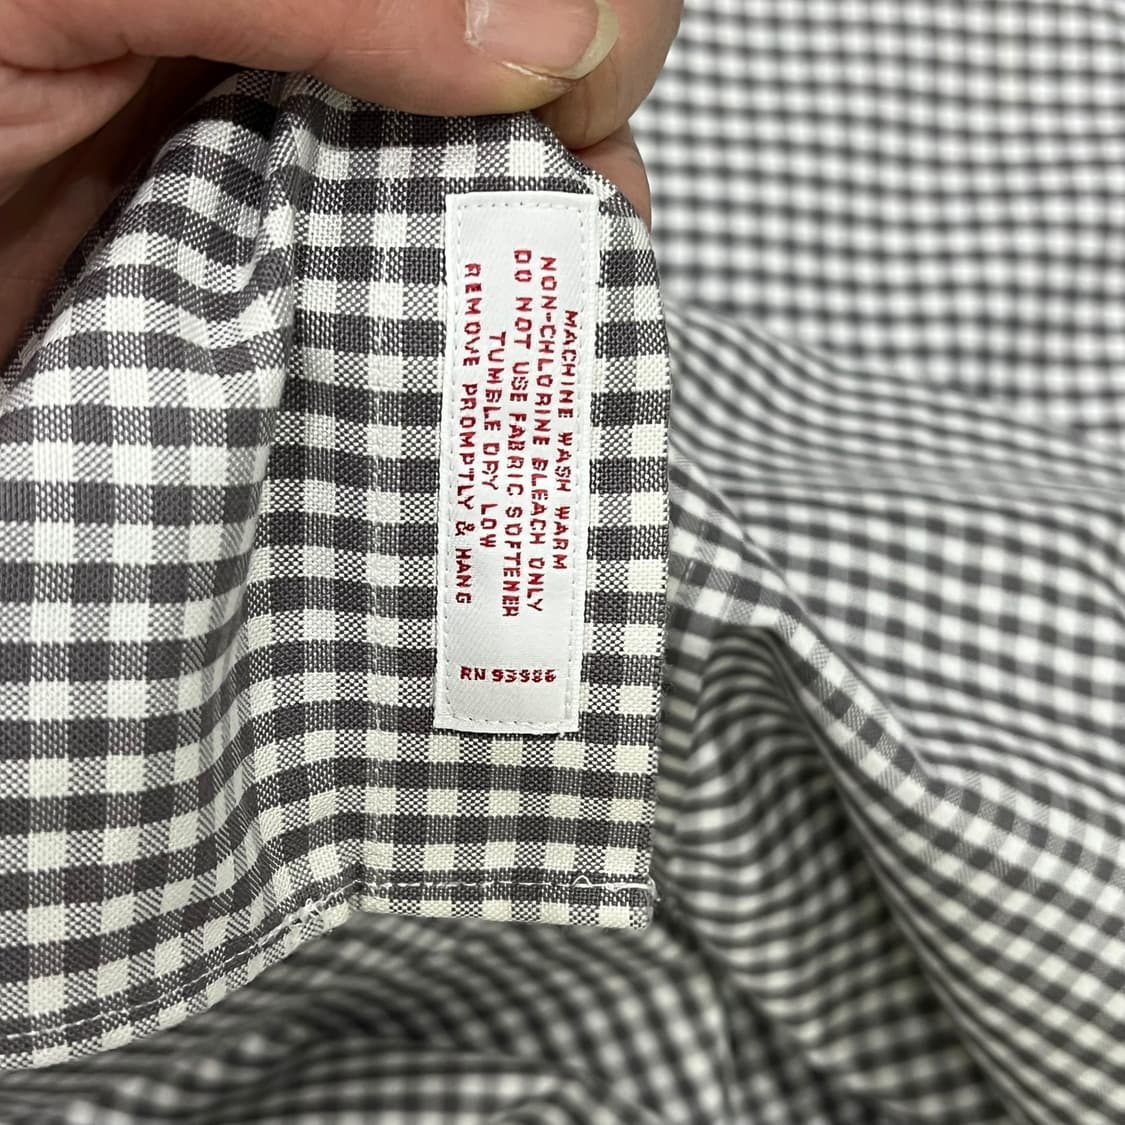 MACHINE WASH WARM
NON-CHLORINE BLEACH ONLY
DO NOT USE FABRIC SOFTENER
TUMBLE DRY LOW
REMOVE PROMPTLY & HANG
RN